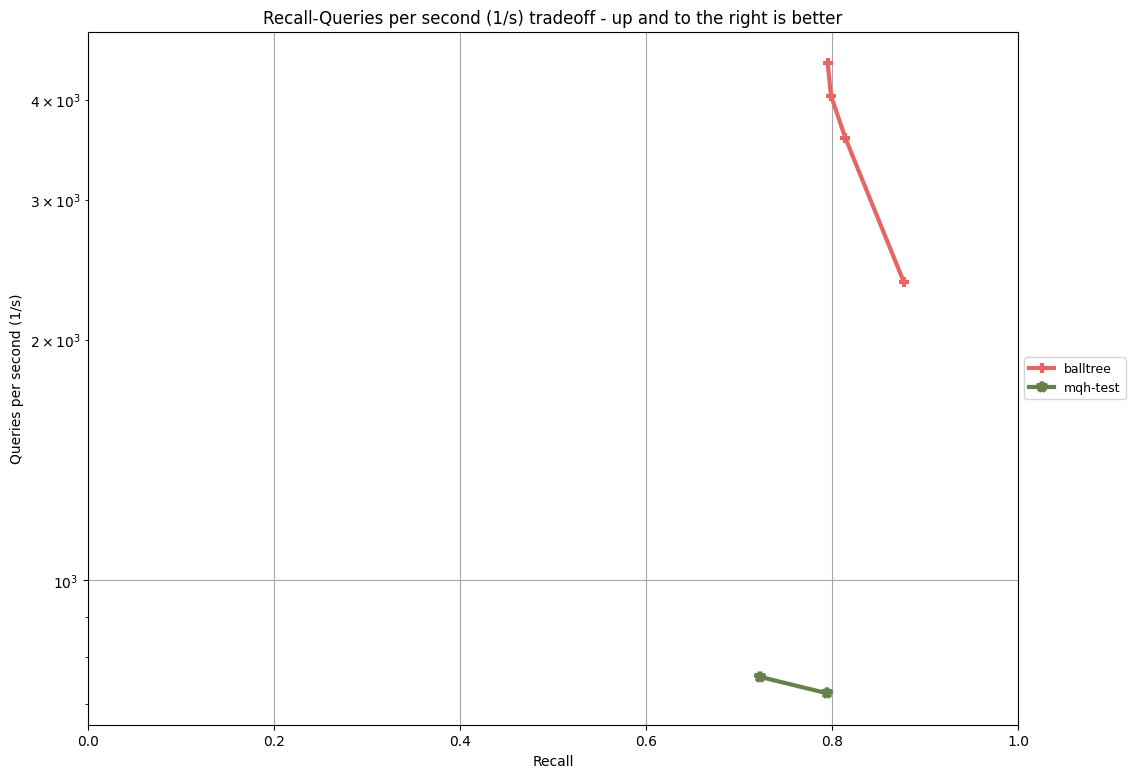 Recall-Queries per second (1/s) tradeoff - up and to the right is better
Queries per second (1/s)
4 × 10³
3 × 10³
2 × 10³
10³
0.0 0.2 0.4 0.6 0.8 1.0
Recall
balltree
mqh-test